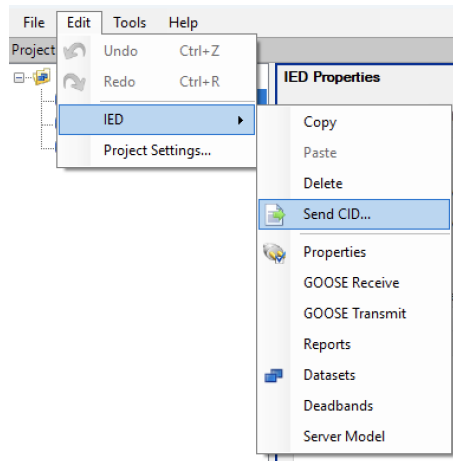 File Edit Tools Help
Project
Undo Ctrl+Z
Redo Ctrl+R
IED
Project Settings...
IED Properties
Copy
Paste
Delete
Send CID...
Properties
GOOSE Receive
GOOSE Transmit
Reports
Datasets
Deadbands
Server Model